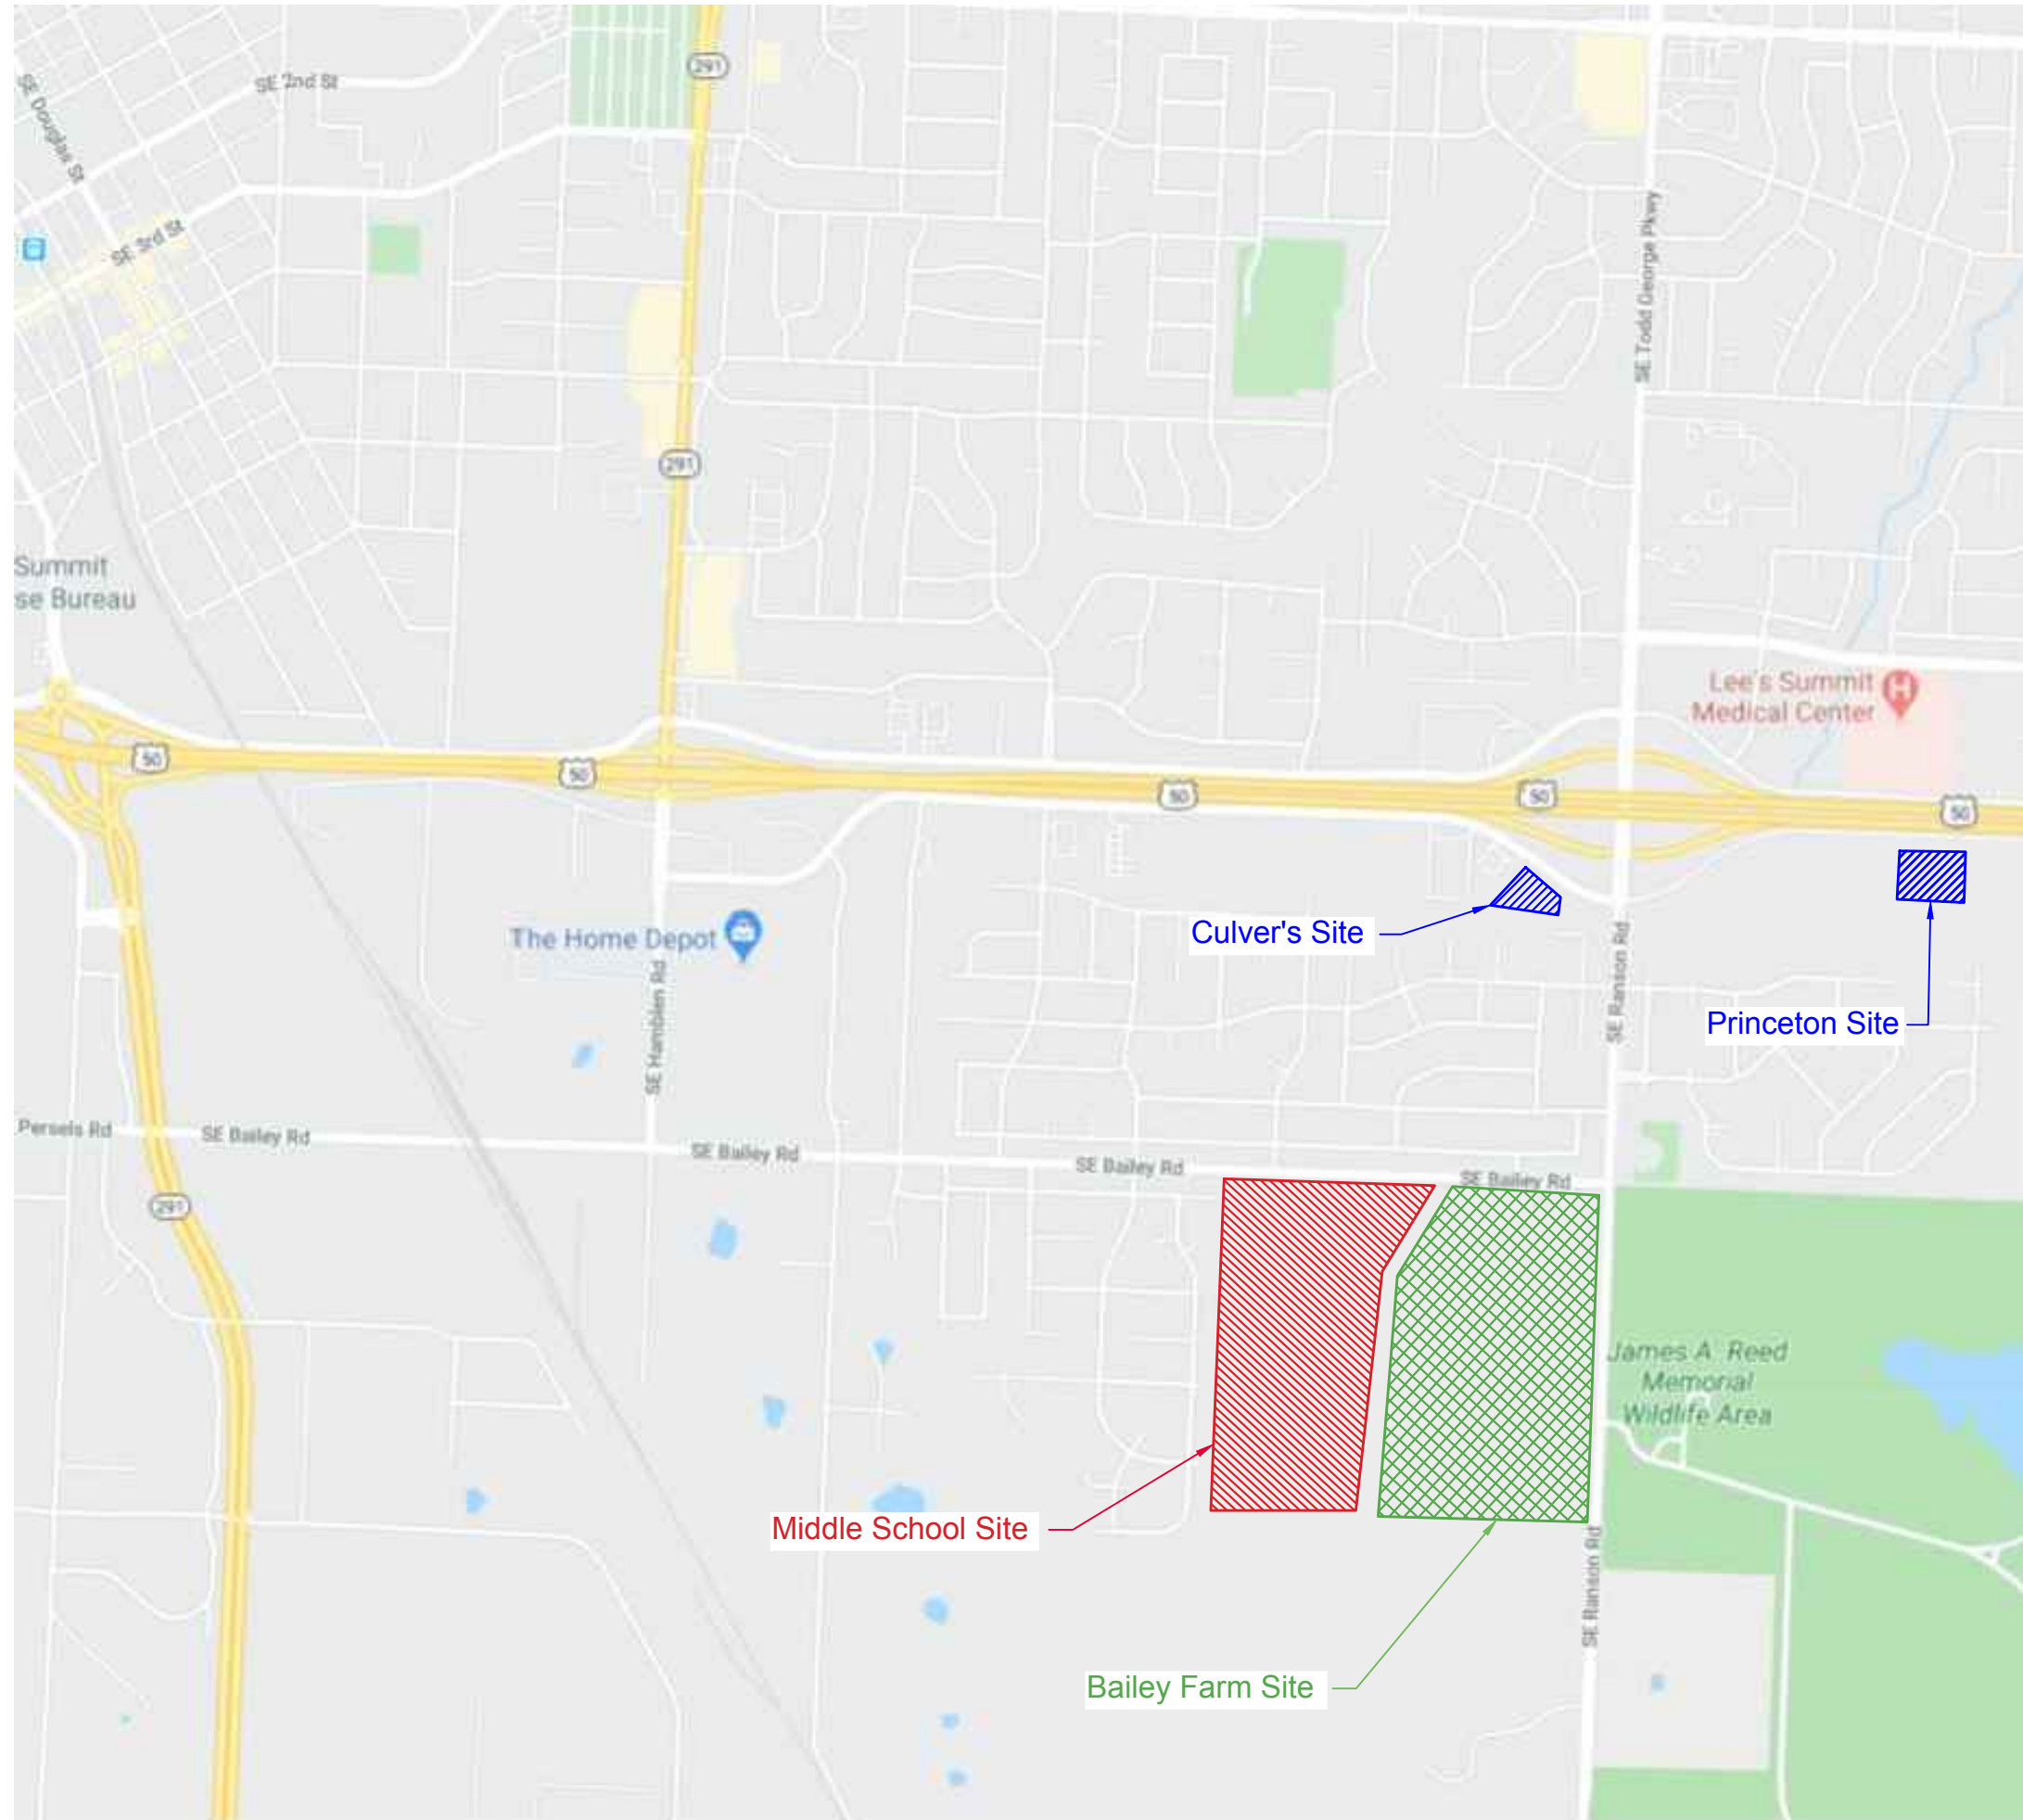 291
SE 2nd St
SE Douglas St
SE 3rd St
SE Todd George Pkwy
291
Summit
se Bureau
Lee's Summit
Medical Center
H
50
50
50
50
50
The Home Depot
Culver's Site
SE Ranson Rd
SE Hamblen Rd
Princeton Site
Persels Rd
SE Bailey Rd
SE Bailey Rd
SE Bailey Rd
SE Bailey Rd
291
James A Reed
Memorial
Wildlife Area
Middle School Site
SE Ranson Rd
Bailey Farm Site